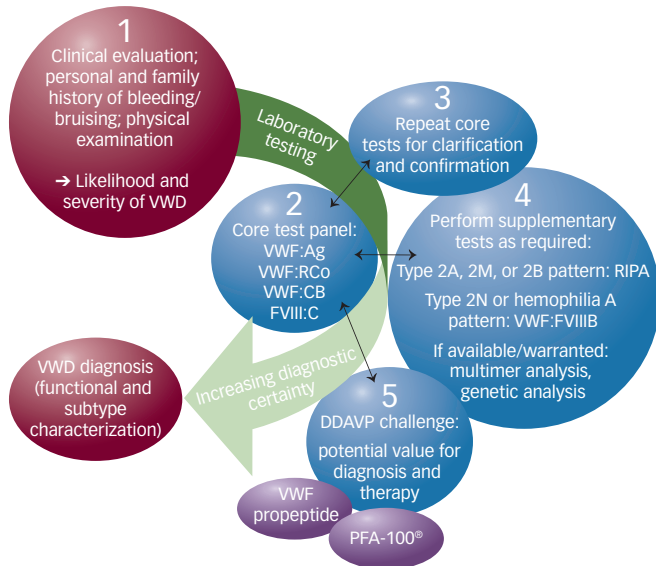 1
Clinical evaluation;
personal and family
history of bleeding/
bruising; physical
examination
➔ Likelihood and
severity of VWD
Laboratory
testing
2
Core test panel:
VWF:Ag
VWF:RCo
VWF:CB
FVIII:C
3
Repeat core
tests for clarification
and confirmation
4
Perform supplementary
tests as required:
Type 2A, 2M, or 2B pattern: RIPA
Type 2N or hemophilia A
pattern: VWF:FVIIIB
If available/warranted:
multimer analysis,
genetic analysis
5
DDAVP challenge:
potential value for
diagnosis and
therapy
VWF
propeptide
PFA-100®
Increasing diagnostic
certainty
VWD diagnosis
(functional and
subtype
characterization)